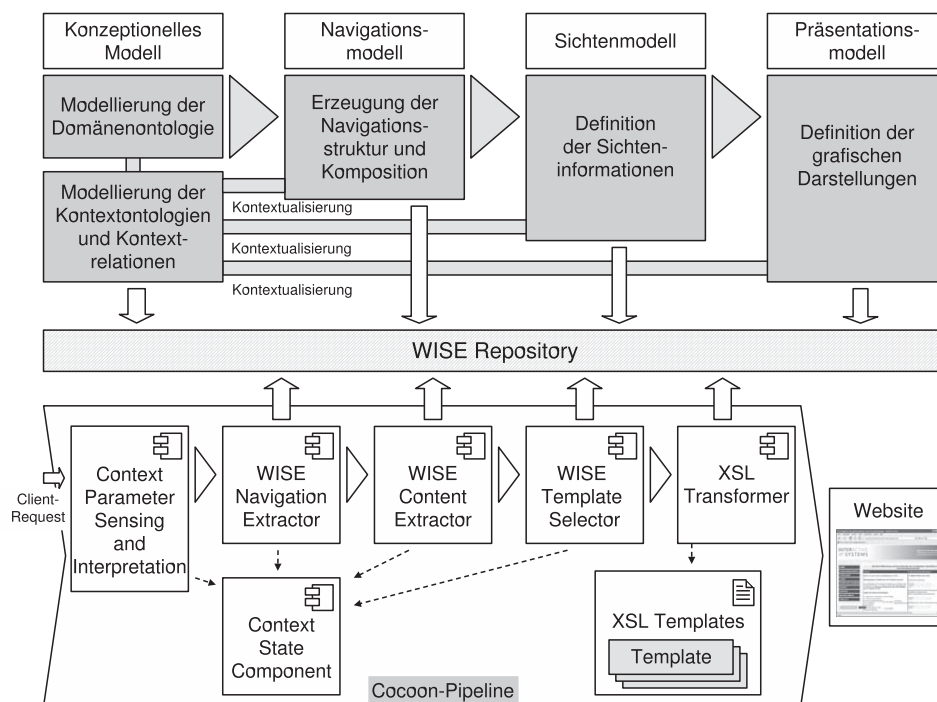 Konzeptionelles
Modell
Navigations-
modell
Sichtenmodell
Präsentations-
modell
Modellierung der
Domänenontologie
Erzeugung der
Navigations-
struktur und
Komposition
Definition
der Sichten-
informationen
Definition der
grafischen
Darstellungen
Modellierung der
Kontextontologien
und Kontext-
relationen
Kontextualisierung
Kontextualisierung
Kontextualisierung
WISE Repository
Client-
Request
Context
Parameter
Sensing
and
Interpretation
WISE
Navigation
Extractor
WISE
Content
Extractor
WISE
Template
Selector
XSL
Transformer
Website
Context
State
Component
XSL Templates
Template
Cocoon-Pipeline